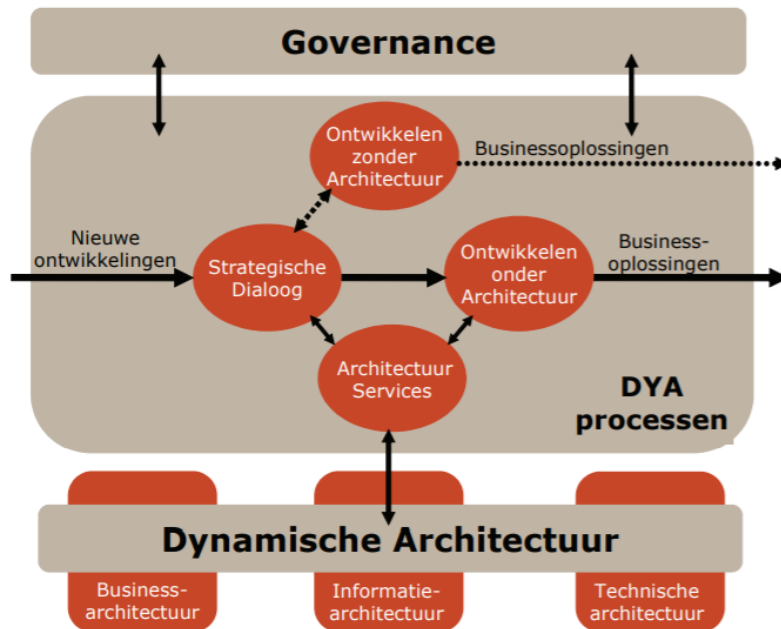 Governance
Ontwikkelen
zonder
Architectuur
Businessoplossingen
Nieuwe
ontwikkelingen
Strategische
Dialoog
Ontwikkelen
onder
Architectuur
Business-
oplossingen
Architectuur
Services
DYA
processen
Dynamische Architectuur
Business-
architectuur
Informatie-
architectuur
Technische
architectuur